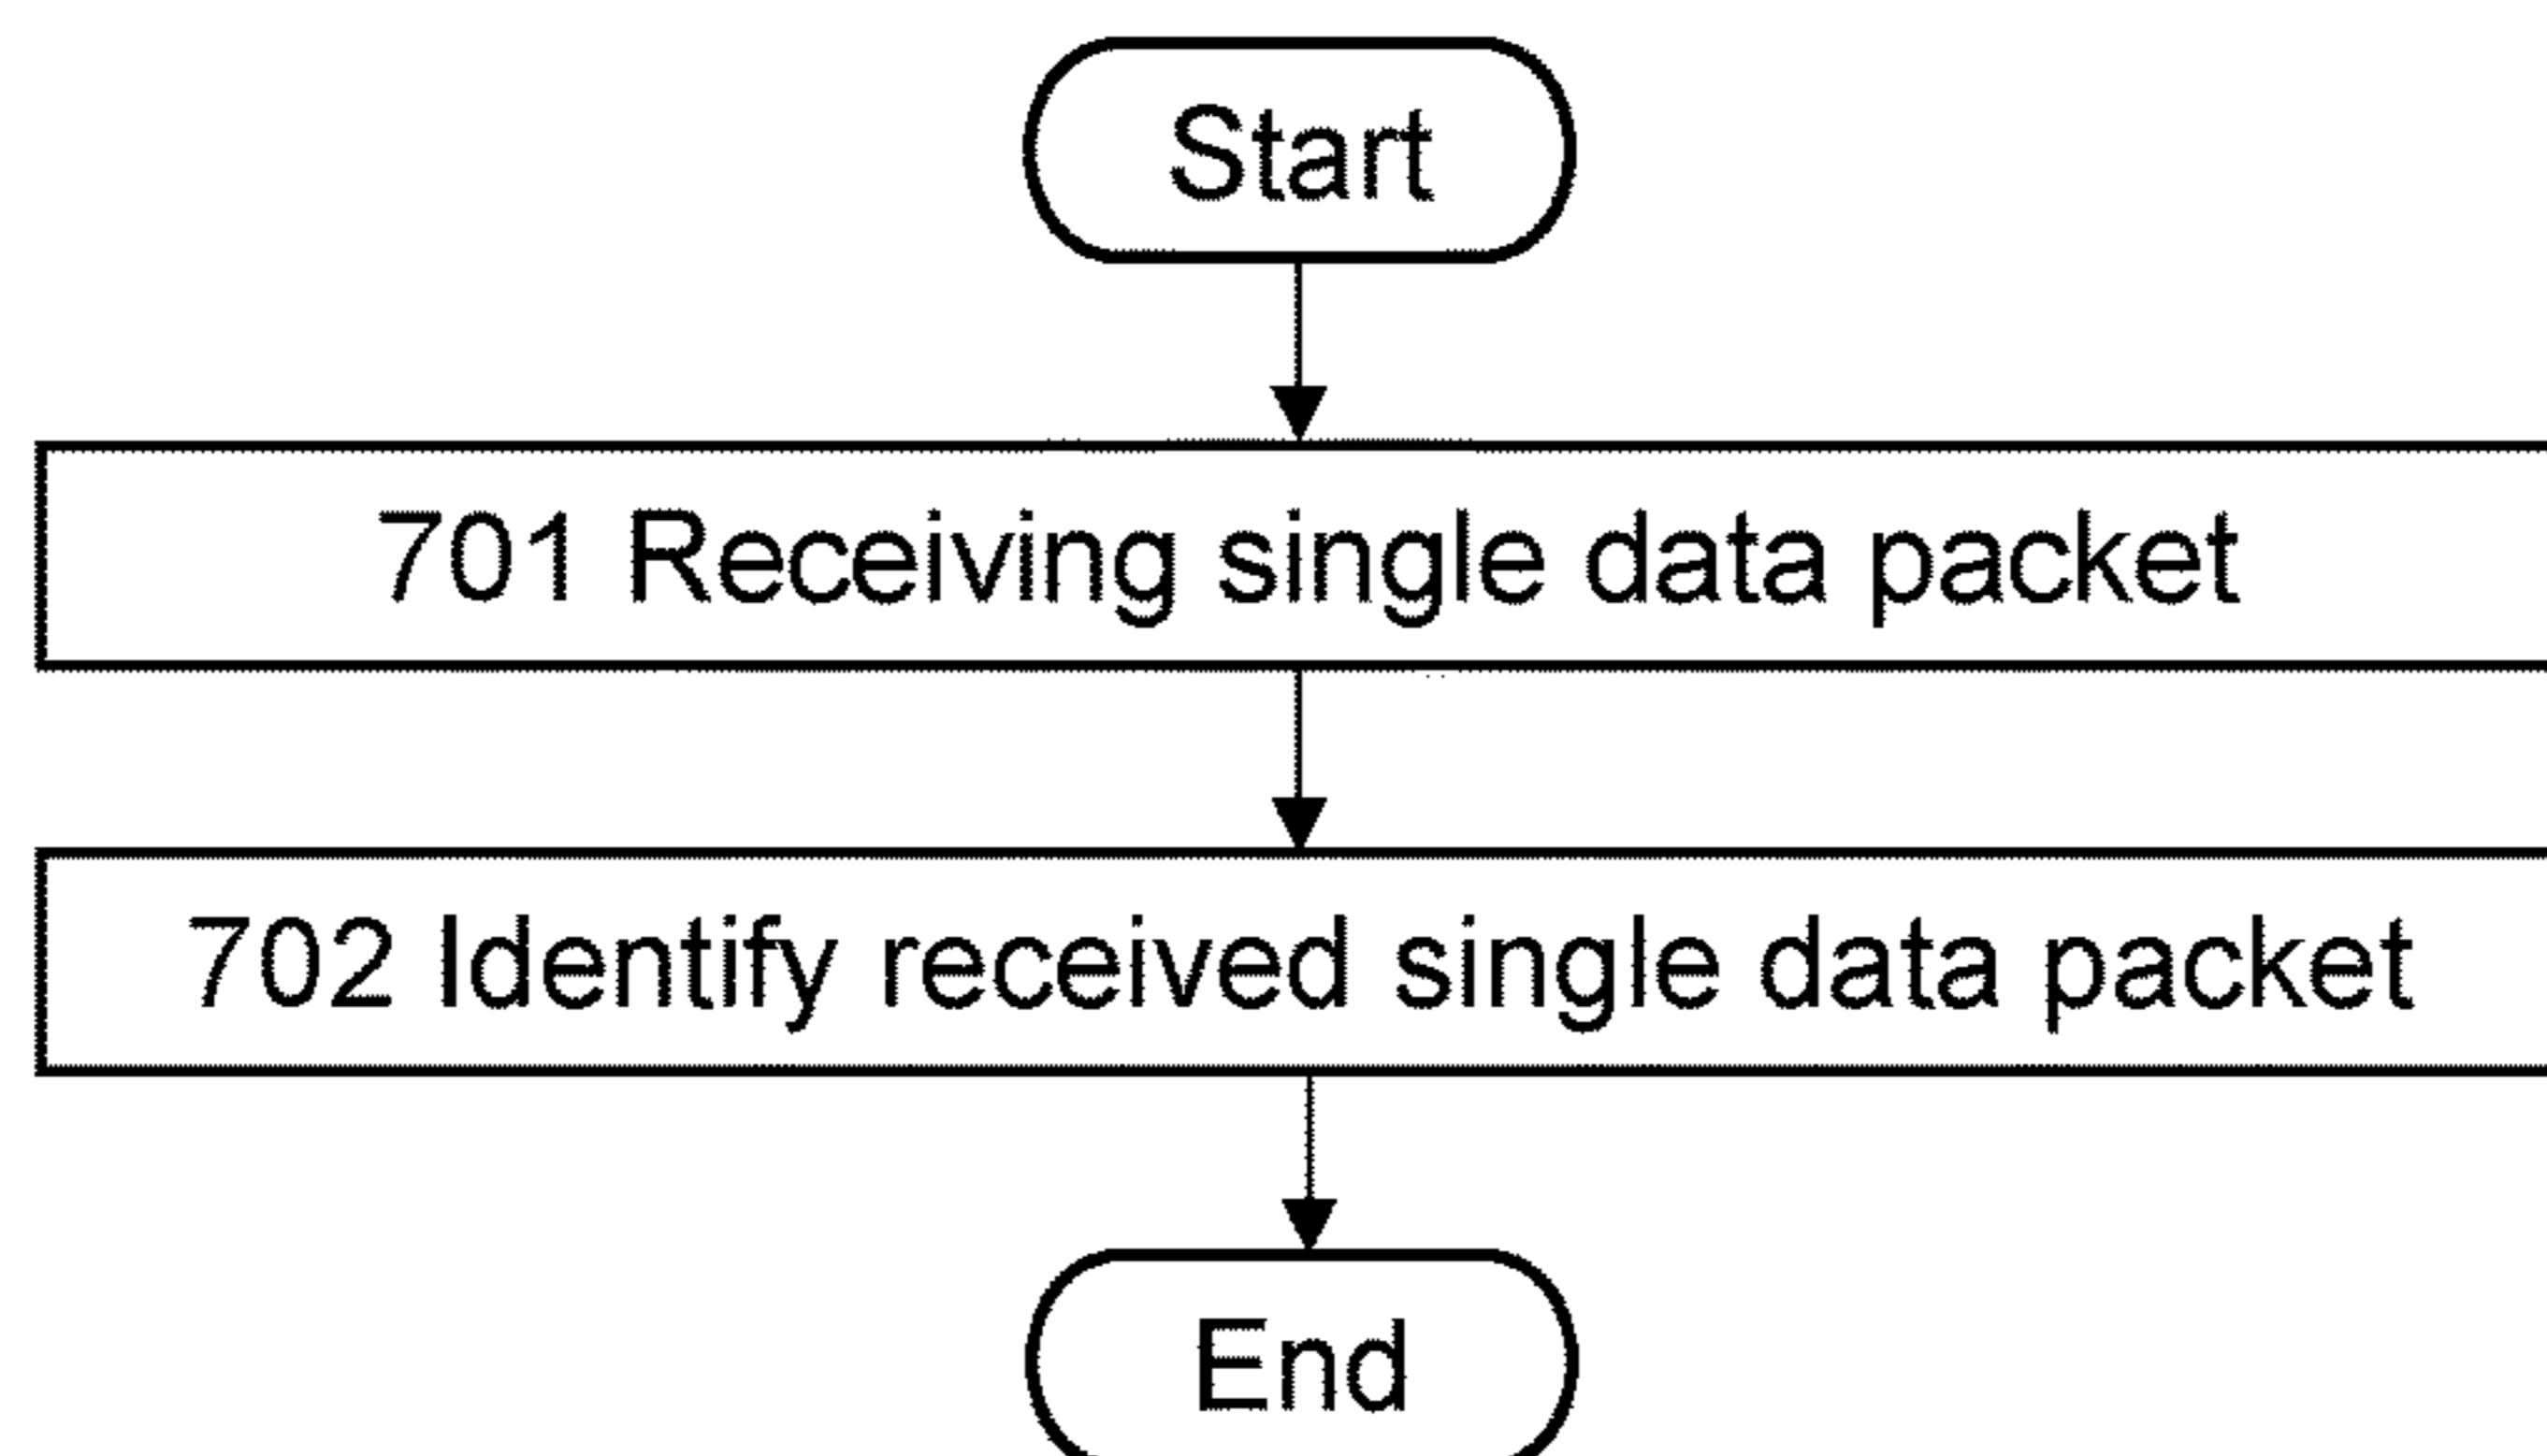 Start
701 Receiving single data packet
702 Identify received single data packet
End